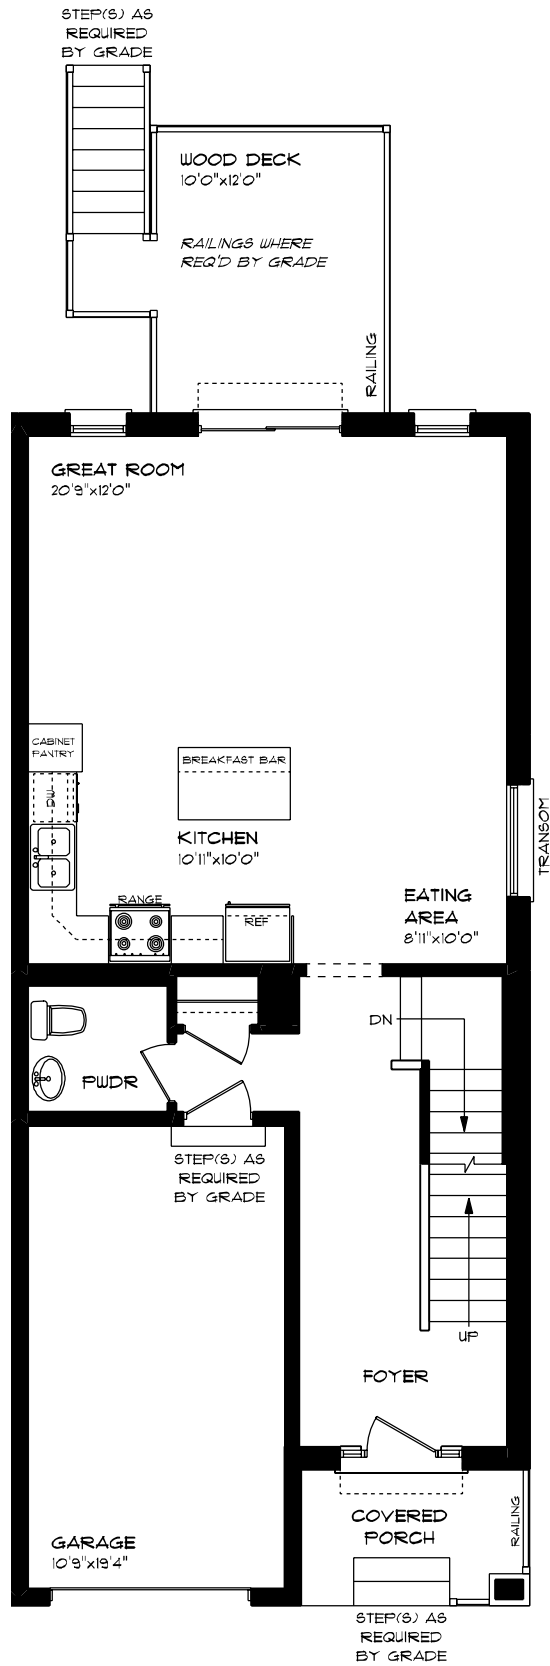 STEP(S) AS
REQUIRED
BY GRADE
WOOD DECK
10'0"x12'0"
RAILINGS WHERE
REQ'D BY GRADE
RAILING
GREAT ROOM
20'9"x12'0"
CABINET
PANTRY
DW
BREAKFAST BAR
TRANSOM
KITCHEN
10'11"x10'0"
EATING
AREA
8'11"x10'0"
RANGE
REF
DN
PWDR
STEP(S) AS
REQUIRED
BY GRADE
UP
FOYER
COVERED
PORCH
RAILING
GARAGE
10'9"x19'4"
STEP(S) AS
REQUIRED
BY GRADE